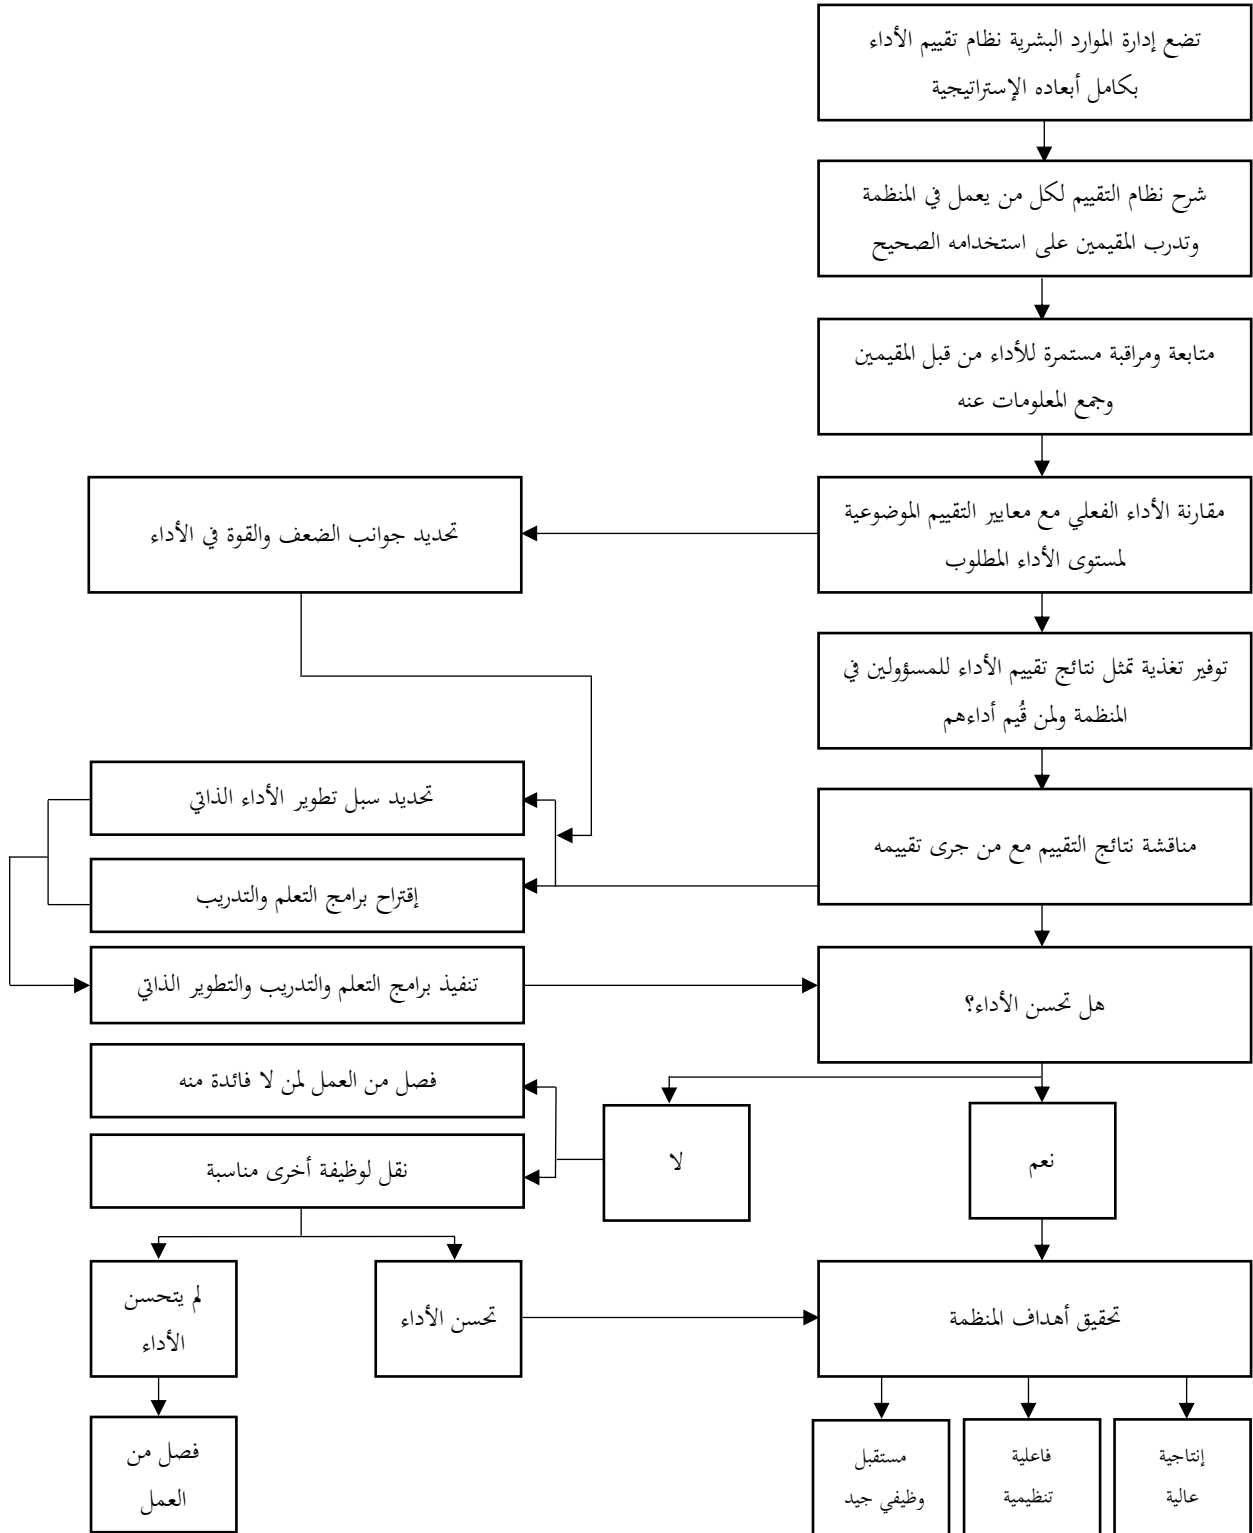 تضع إدارة الموارد البشرية نظام تقييم الأداء
بكامل أبعاده الإستراتيجية
شرح نظام التقييم لكل من يعمل في المنظمة
وتدرب المقيمين على استخدامه الصحيح
متابعة ومراقبة مستمرة للأداء من قبل المقيمين
وجمع المعلومات عنه
مقارنة الأداء الفعلي مع معايير التقييم الموضوعية
لمستوى الأداء المطلوب
تحديد جوانب الضعف والقوة في الأداء
توفير تغذية تمثل نتائج تقييم الأداء للمسؤولين في
المنظمة ولمن قُيم أداءهم
مناقشة نتائج التقييم مع من جرى تقييمه
تحديد سبل تطوير الأداء الذاتي
إقتراح برامج التعلم والتدريب
تنفيذ برامج التعلم والتدريب والتطوير الذاتي
هل تحسن الأداء؟
نعم
لا
فصل من العمل لمن لا فائدة منه
نقل لوظيفة أخرى مناسبة
تحقيق أهداف المنظمة
تحسن الأداء
لم يتحسن
الأداء
إنتاجية
عالية
فاعلية
تنظيمية
مستقبل
وظيفي جيد
فصل من
العمل